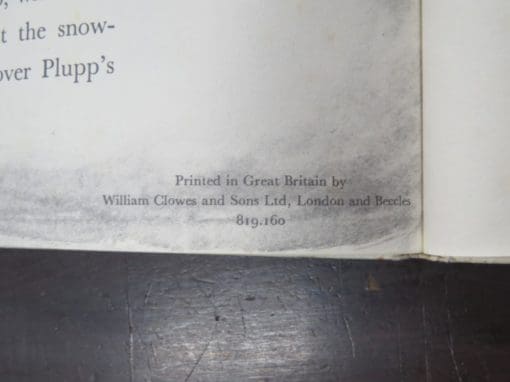 t the snow-
over Plupp's
Printed in Great Britain by
William Clowes and Sons Ltd, London and Beccles
819.160